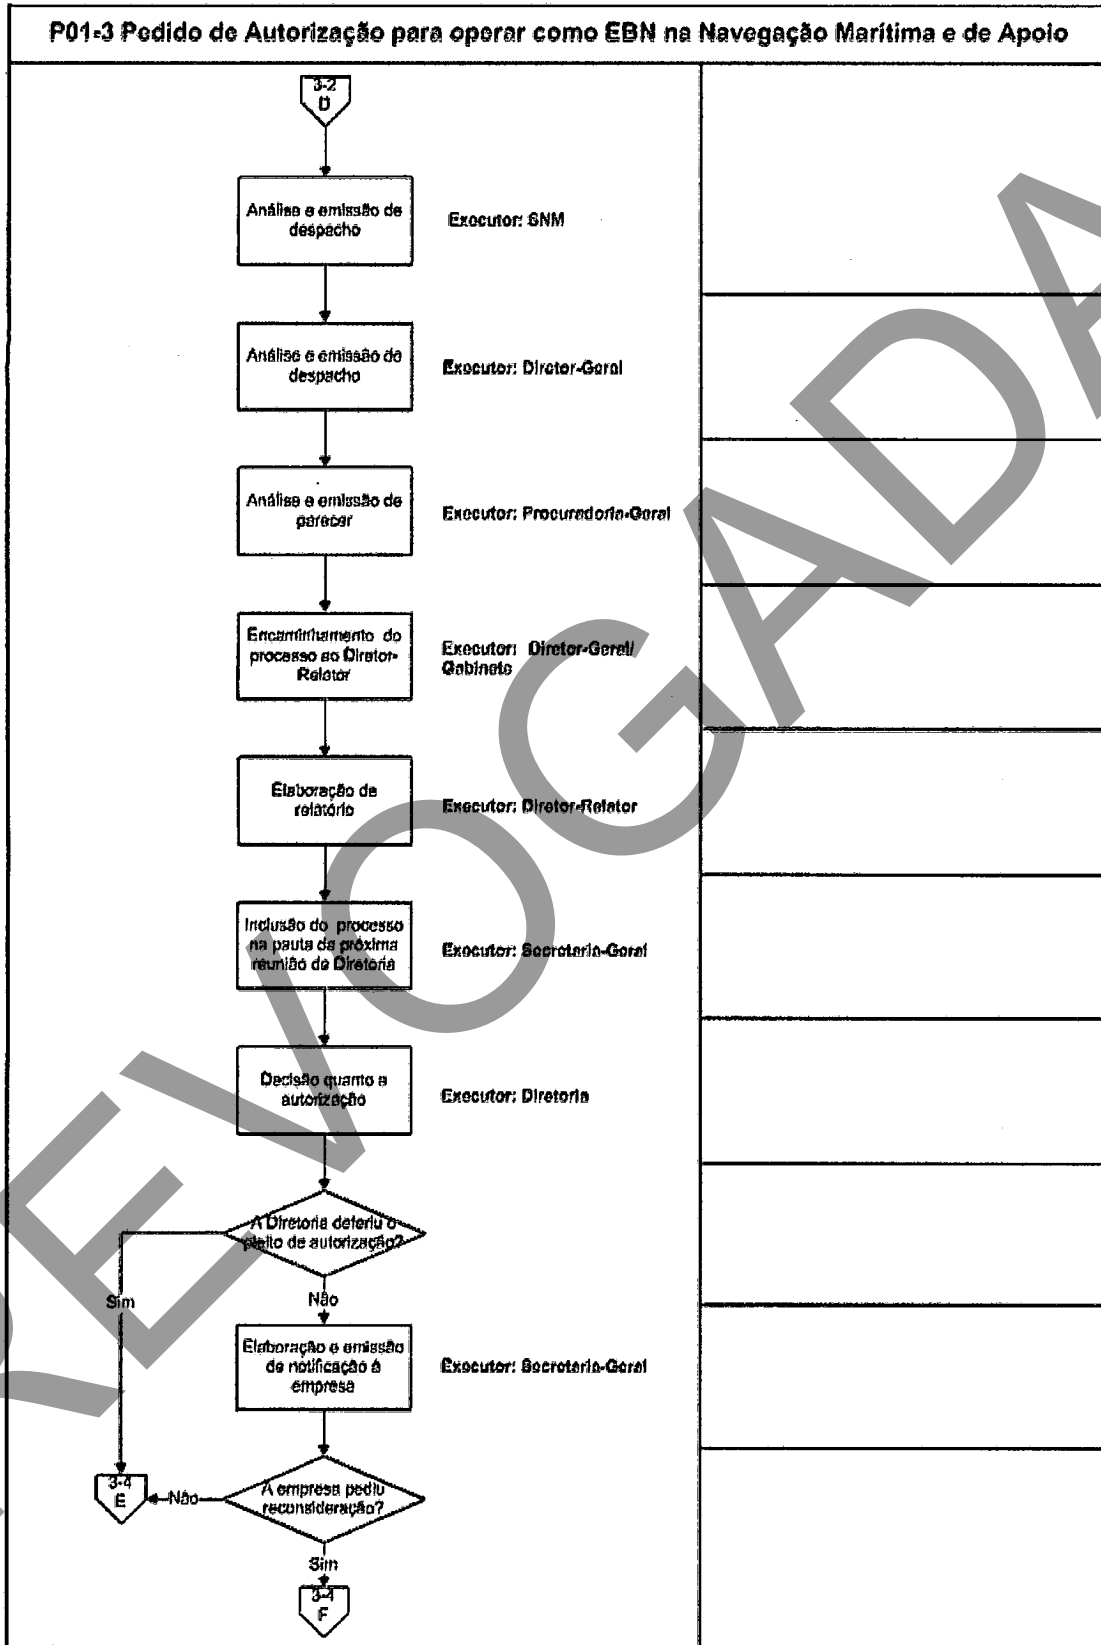 P01-3 Pedido de Autorização para operar como EBN na Navegação Marítima e de Apoio
3-2
D
Análise e emissão de
despacho
Executor: SNM
Análise e emissão de
despacho
Executor: Diretor-Geral
Análise e emissão de
parecer
Executor: Procuradoria-Geral
Encaminhamento do
processo ao Diretor-
Relator
Executor: Diretor-Geral/
Gabinete
Elaboração de
relatório
Executor: Diretor-Relator
Inclusão do processo
na pauta da próxima
reunião de Diretoria
Executor: Secretaria-Geral
Decisão quanto a
autorização
Executor: Diretoria
A Diretoria deferiu o
pleito de autorização?
Sim
Não
Elaboração e emissão
de notificação à
empresa
Executor: Secretaria-Geral
A empresa pediu
reconsideração?
Não
3-4
E
Sim
3-4
F
REVOGADA